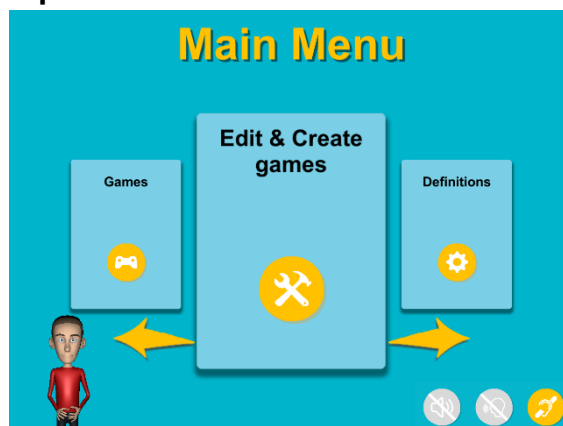 Main Menu
Edit & Create
games
Games
Definitions